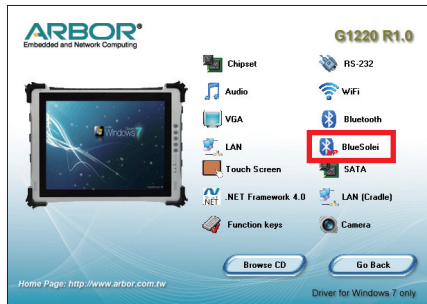 ARBOR®
Embedded and Network Computing
G1220 R1.0
Chipset
RS-232
Audio
WiFi
VGA
Bluetooth
LAN
BlueSolei
Touch Screen
SATA
.NET Framework 4.0
LAN (Cradle)
Function keys
Camera
Windows 7
.NET
Browse CD
Go Back
Home Page: http://www.arbor.com.tw
Driver for Windows 7 only